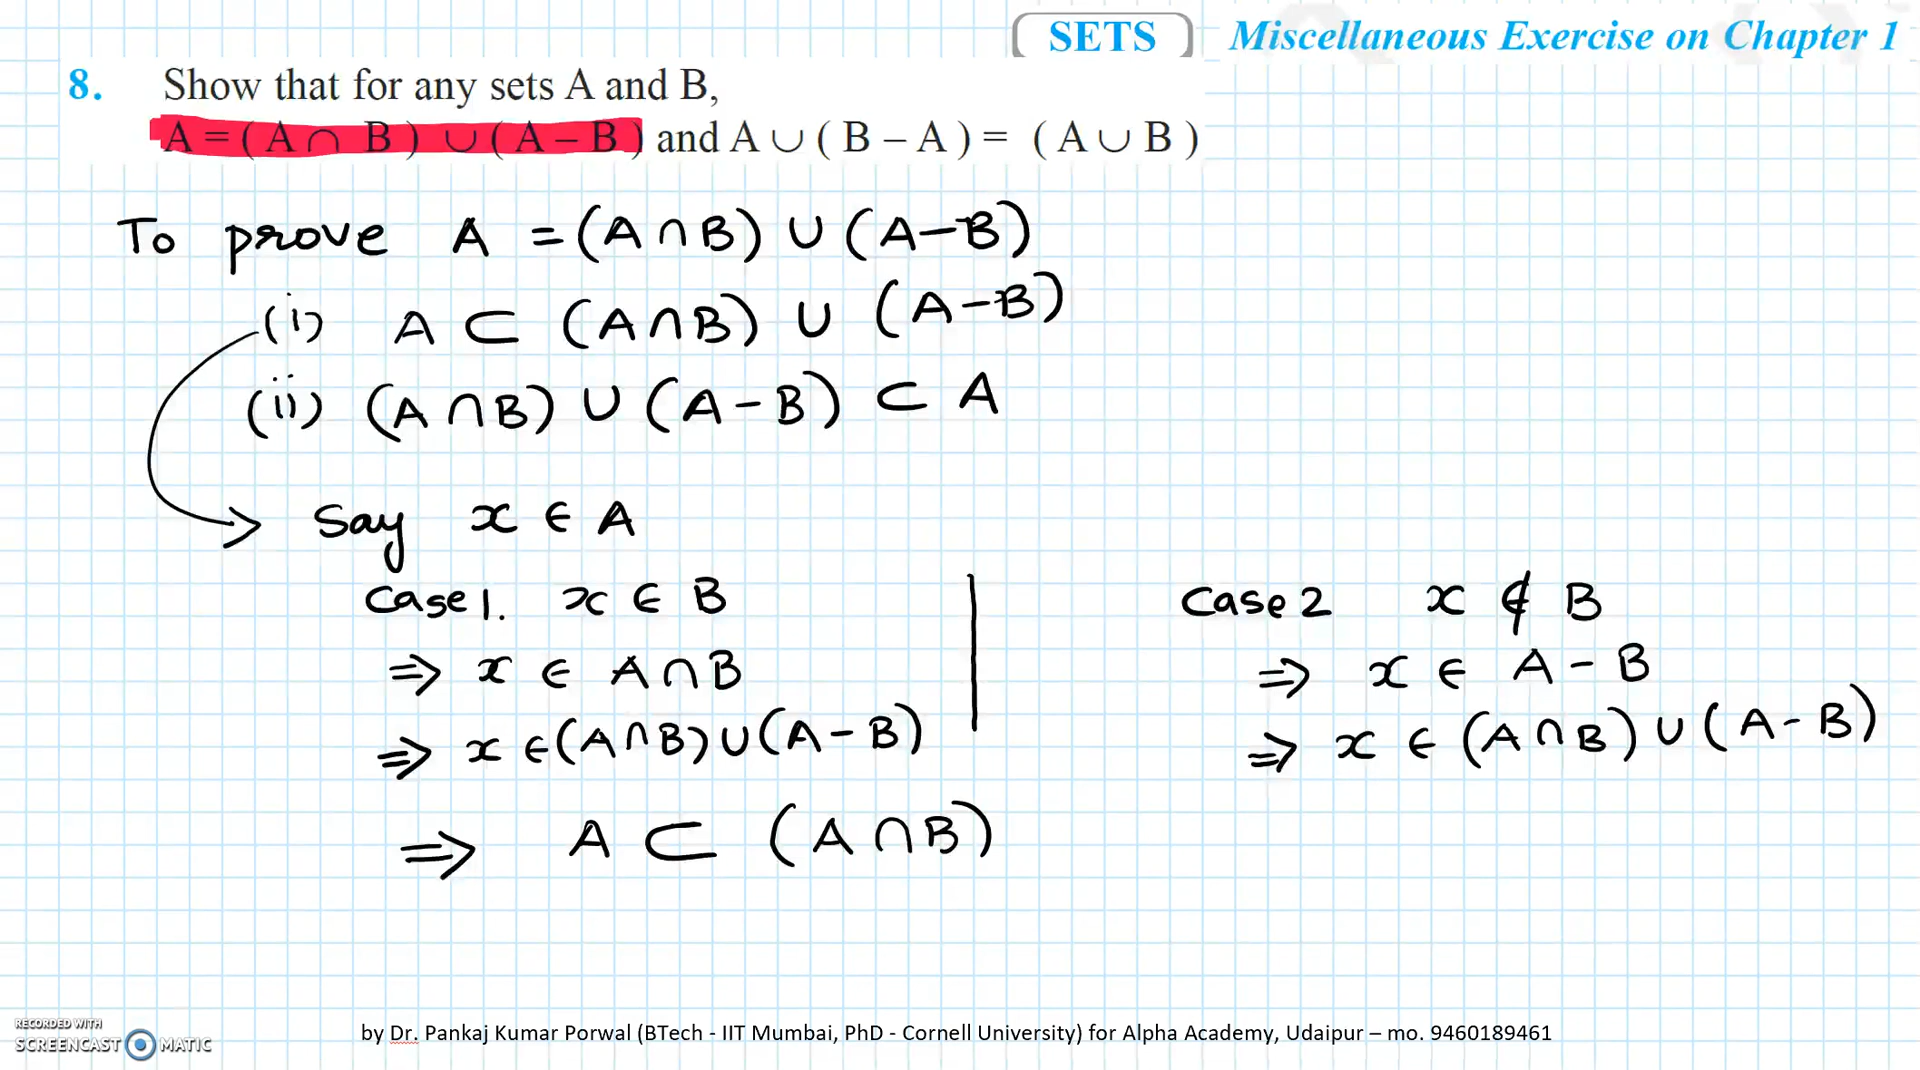 SETS Miscellaneous Exercise on Chapter 1
8. Show that for any sets A and B,
A = ( A ∩ B ) ∪ ( A – B ) and A ∪ ( B – A ) = ( A ∪ B )
To prove A = (A ∩ B) ∪ (A – B)
(i) A ⊂ (A ∩ B) ∪ (A – B)
(ii) (A ∩ B) ∪ (A – B) ⊂ A
Say x ∈ A
Case 1. x ∈ B
⇒ x ∈ A ∩ B
⇒ x ∈ (A ∩ B) ∪ (A – B)
Case 2 x ∉ B
⇒ x ∈ A – B
⇒ x ∈ (A ∩ B) ∪ (A – B)
⇒ A ⊂ (A ∩ B)
RECORDED WITH
SCREENCAST MATIC
by Dr. Pankaj Kumar Porwal (BTech - IIT Mumbai, PhD - Cornell University) for Alpha Academy, Udaipur – mo. 9460189461